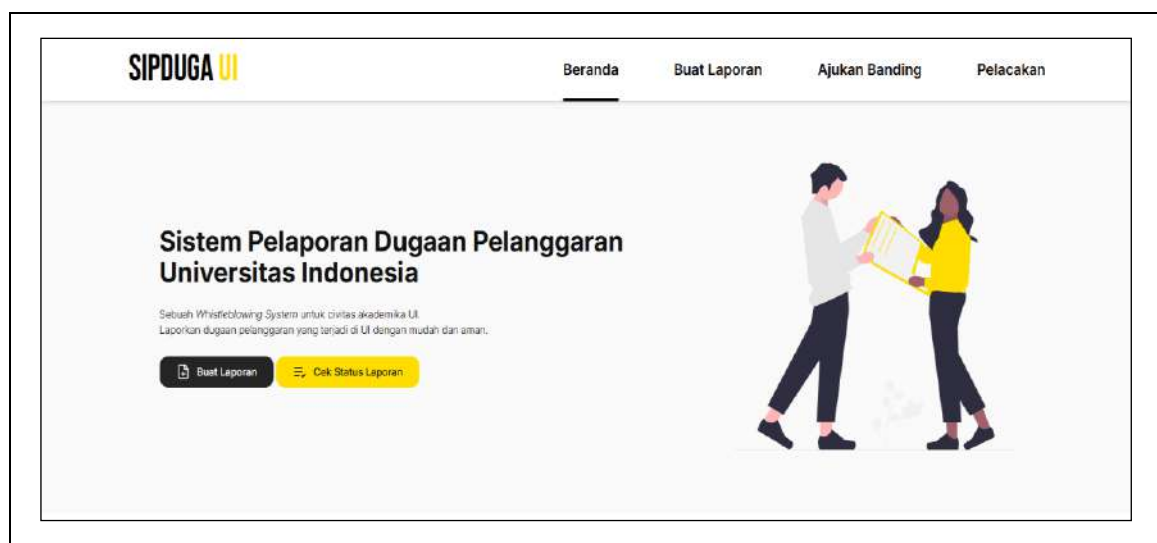 SIPDUGA UI
Beranda
Buat Laporan
Ajukan Banding
Pelacakan
Sistem Pelaporan Dugaan Pelanggaran
Universitas Indonesia
Sebuah Whistleblowing System untuk civitas akademika UI.
Laporkan dugaan pelanggaran yang terjadi di UI dengan mudah dan aman.
Buat Laporan
Cek Status Laporan